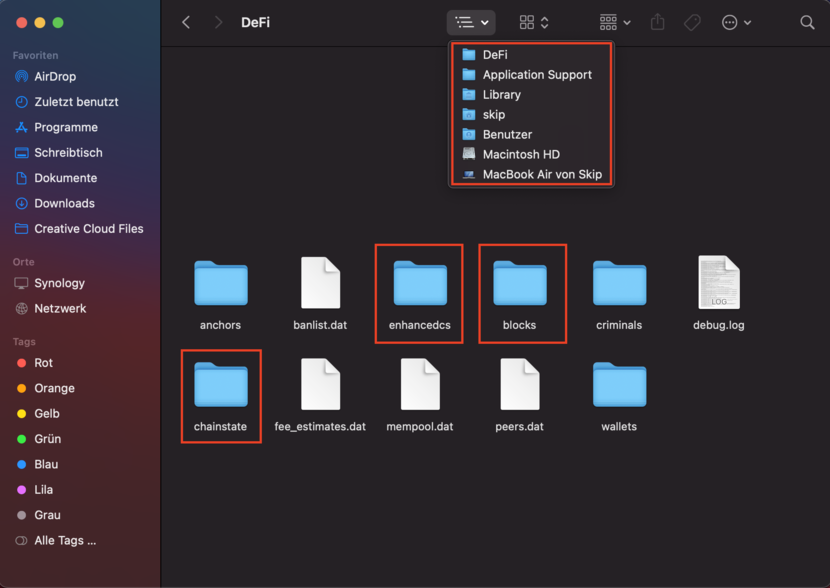 DeFi
Favoriten
AirDrop
Zuletzt benutzt
Programme
Schreibtisch
Dokumente
Downloads
Creative Cloud Files
Orte
Synology
Netzwerk
Tags
Rot
Orange
Gelb
Grün
Blau
Lila
Grau
Alle Tags ...
DeFi
Application Support
Library
skip
Benutzer
Macintosh HD
MacBook Air von Skip
anchors
banlist.dat
enhancedcs
blocks
criminals
LOG
debug.log
chainstate
fee_estimates.dat
mempool.dat
peers.dat
wallets